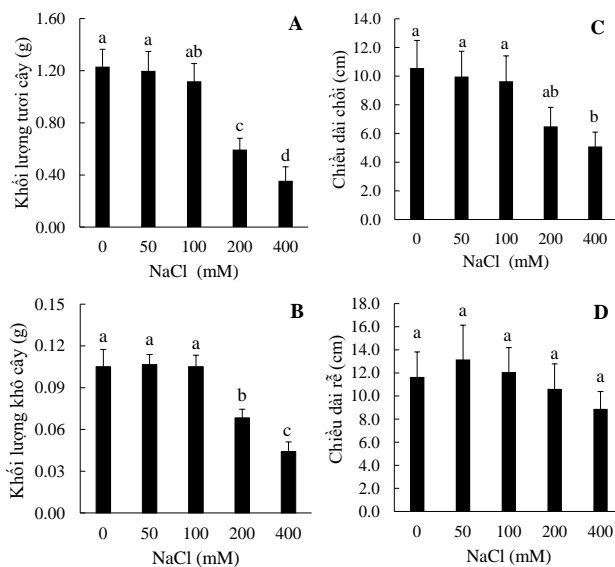 A
Khối lượng tươi cây (g)
1.60
1.20
0.80
0.40
0.00
a
a
ab
c
d
0 50 100 200 400
NaCl (mM)
C
Chiều dài chồi (cm)
14.0
12.0
10.0
8.0
6.0
4.0
2.0
0.0
a
a
a
ab
b
0 50 100 200 400
NaCl (mM)
B
Khối lượng khô cây (g)
0.15
0.12
0.09
0.06
0.03
0.00
a
a
a
b
c
0 50 100 200 400
NaCl (mM)
D
Chiều dài rễ (cm)
18.0
16.0
14.0
12.0
10.0
8.0
6.0
4.0
2.0
0.0
a
a
a
a
a
0 50 100 200 400
NaCl (mM)